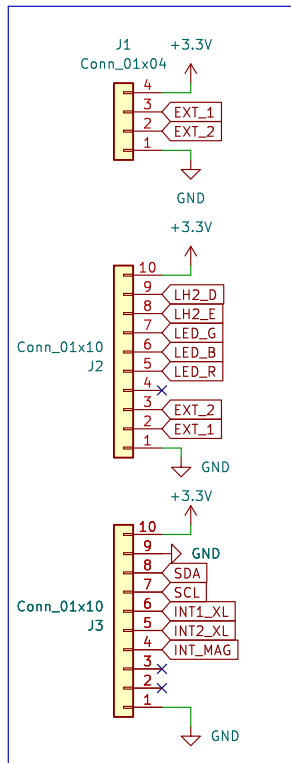 J1
Conn_01x04
+3.3V
4
3 EXT_1
2 EXT_2
1
GND
+3.3V
10
9 LH2_D
8 LH2_E
7 LED_G
Conn_01x10
6 LED_B
J2
5 LED_R
4
3 EXT_2
2 EXT_1
1
GND
+3.3V
10
9 GND
8 SDA
7 SCL
Conn_01x10
6 INT1_XL
J3
5 INT2_XL
4 INT_MAG
3
2
1
GND